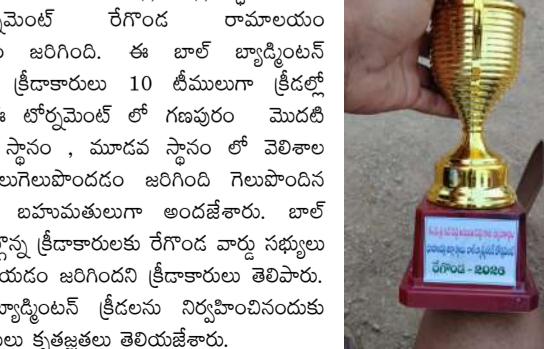 ర్నమెంట్ రేగొండ రామాలయం
జరిగింది. ఈ బాల్ బ్యాడ్మింటన్
క్రీడాకారులు 10 టీములుగా క్రీడల్లో
టోర్నమెంట్ లో గణపురం మొదటి
స్థానం , మూడవ స్థానం లో వెలిశాల
లుగెలుపొందడం జరిగింది గెలుపొందిన
బహుమతులుగా అందజేశారు. బాల్
గొన్న క్రీడాకారులకు రేగొండ వార్డు సభ్యులు
యడం జరిగిందని క్రీడాకారులు తెలిపారు.
బ్యాడ్మింటన్ క్రీడలను నిర్వహించినందుకు
లు కృతజ్ఞతలు తెలియజేశారు.
రేగొండ - 2026